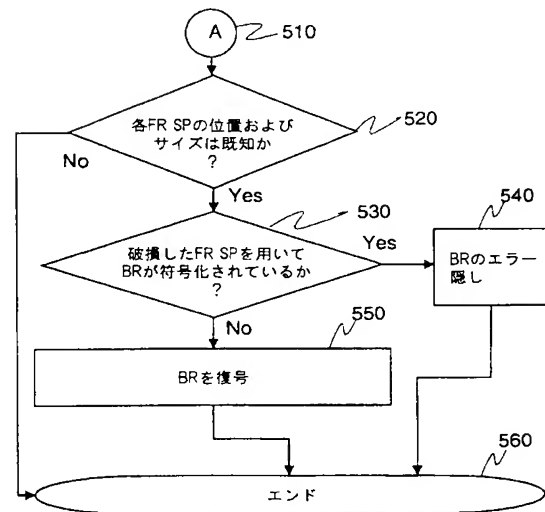 A
510
各FR SPの位置および
サイズは既知か
?
520
No
Yes
530
540
破損したFR SPを用いて
BRが符号化されているか
?
Yes
BRのエラー
隠し
No
550
BRを復号
560
エンド